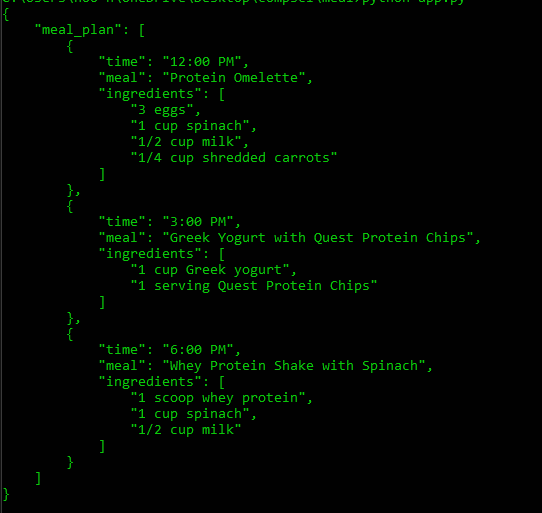 {
    "meal_plan": [
        {
            "time": "12:00 PM",
            "meal": "Protein Omelette",
            "ingredients": [
                "3 eggs",
                "1 cup spinach",
                "1/2 cup milk",
                "1/4 cup shredded carrots"
            ]
        },
        {
            "time": "3:00 PM",
            "meal": "Greek Yogurt with Quest Protein Chips",
            "ingredients": [
                "1 cup Greek yogurt",
                "1 serving Quest Protein Chips"
            ]
        },
        {
            "time": "6:00 PM",
            "meal": "Whey Protein Shake with Spinach",
            "ingredients": [
                "1 scoop whey protein",
                "1 cup spinach",
                "1/2 cup milk"
            ]
        }
    ]
}